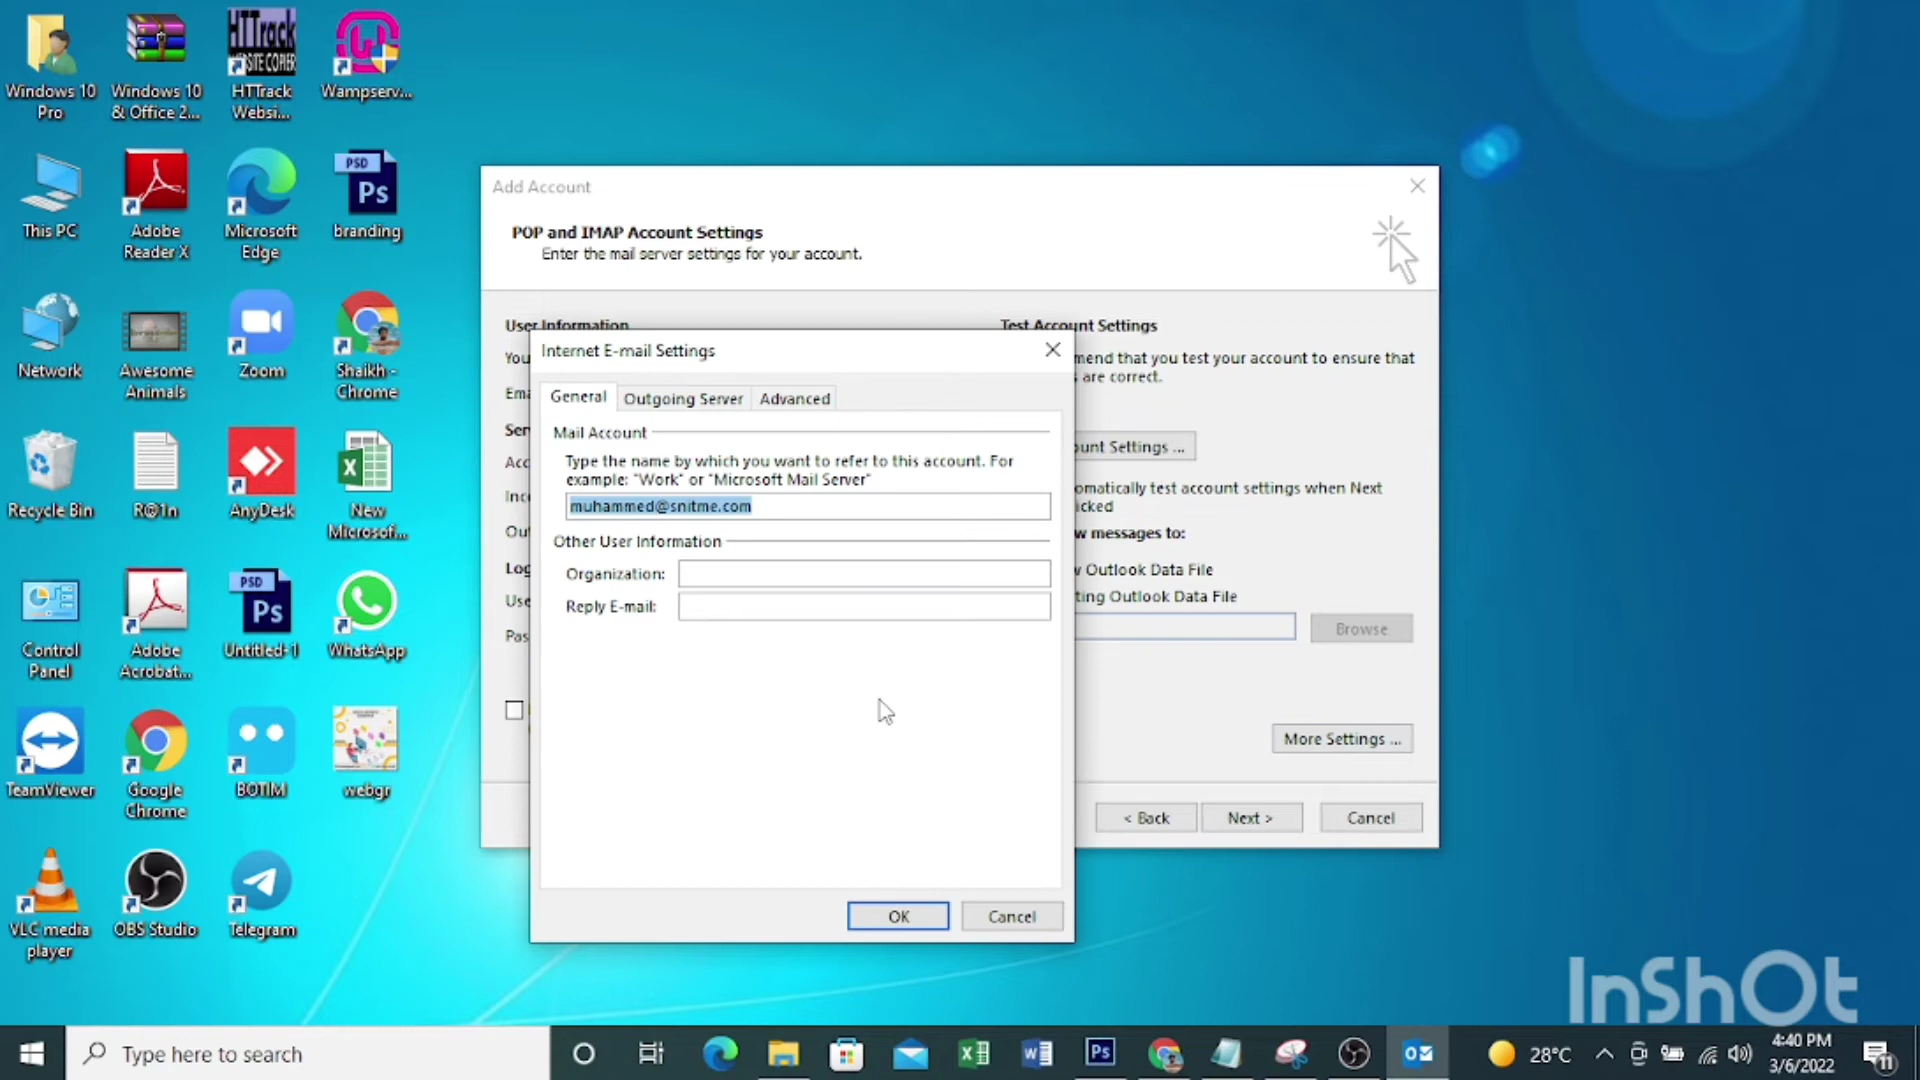 Windows 10
Pro
Windows 10
& Office 2...
HTTrack
WEBSITE COPIER
HTTrack
Websi...
Wampserv...
This PC
Adobe
Reader X
Microsoft
Edge
PSD
Ps
branding
Network
Awesome
Animals
Zoom
Shaikh -
Chrome
Recycle Bin
R@1n
AnyDesk
New
Microsof...
Control
Panel
Adobe
Acrobat...
PSD
Ps
Untitled-1
WhatsApp
TeamViewer
Google
Chrome
BOTIM
webgr
VLC media
player
OBS Studio
Telegram
Add Account
POP and IMAP Account Settings
Enter the mail server settings for your account.
User Information
Test Account Settings
You
mend that you test your account to ensure that
are correct.
Ema
Ser
ount Settings ...
Acc
Inc
omatically test account settings when Next
icked
Out
w messages to:
Log
w Outlook Data File
Use
ting Outlook Data File
Pas
Browse
More Settings ...
< Back
Next >
Cancel
Internet E-mail Settings
General
Outgoing Server
Advanced
Mail Account
Type the name by which you want to refer to this account. For
example: "Work" or "Microsoft Mail Server"
muhammed@snitme.com
Other User Information
Organization:
Reply E-mail:
OK
Cancel
InShOt
Type here to search
Ps
28°C
4:40 PM
3/6/2022
11